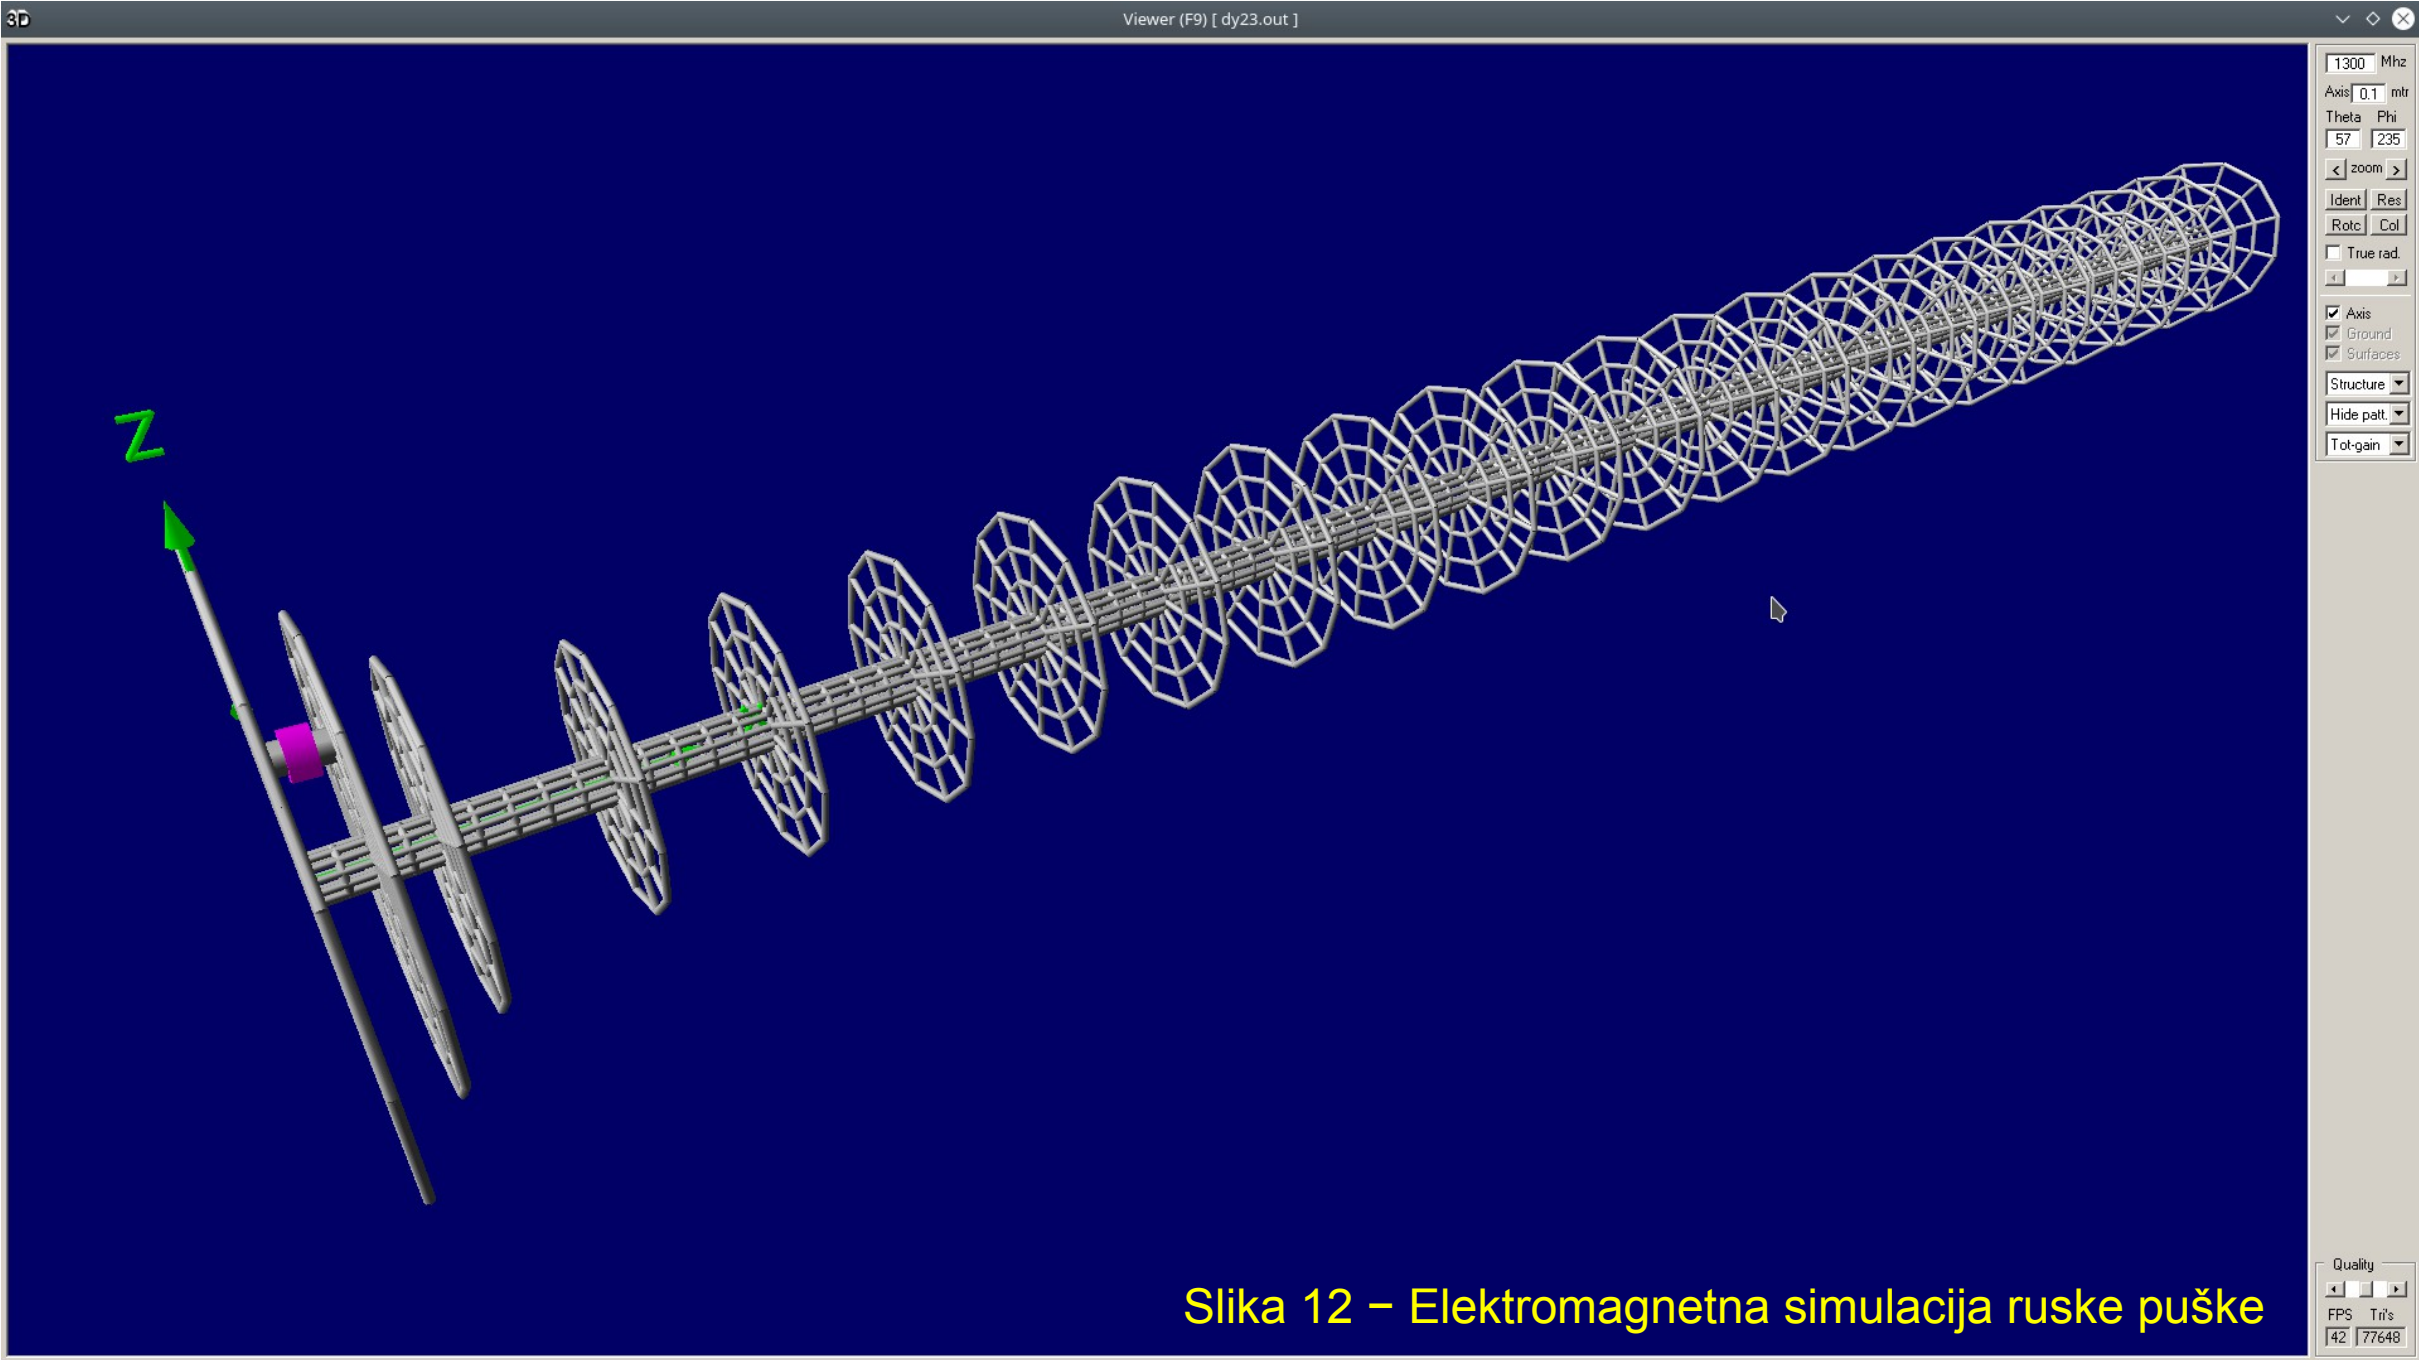 3D
Viewer (F9) [ dy23.out ]
1300 Mhz
Axis 0.1 mtr
Theta Phi
57 235
< zoom >
Ident Res
Rotc Col
True rad.
Axis
Ground
Surfaces
Structure
Hide patt.
Tot-gain
Z
Slika 12 − Elektromagnetna simulacija ruske puške
Quality
FPS Tri's
42 77648